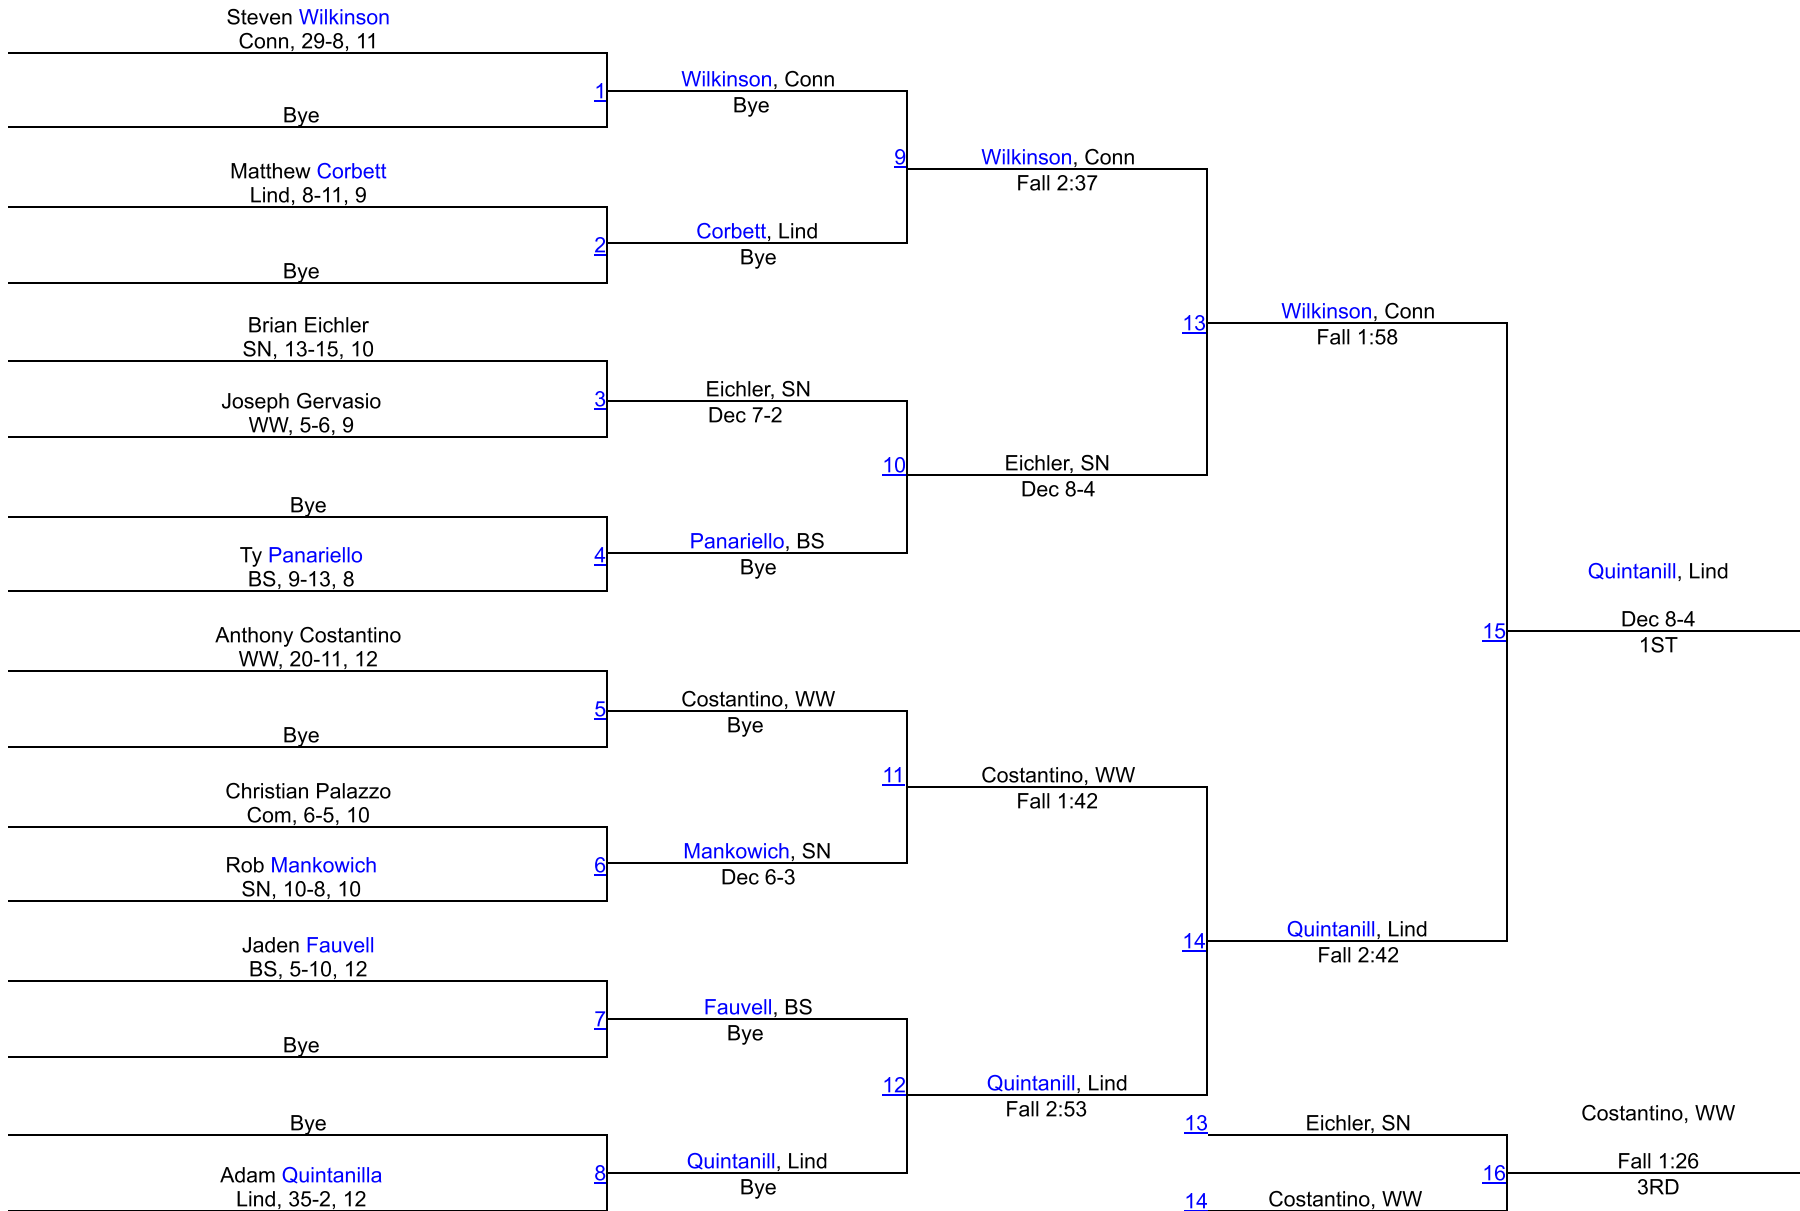 Steven Wilkinson
Conn, 29-8, 11
Bye
1
Wilkinson, Conn
Bye
Matthew Corbett
Lind, 8-11, 9
Bye
2
Corbett, Lind
Bye
9
Wilkinson, Conn
Fall 2:37
Brian Eichler
SN, 13-15, 10
Joseph Gervasio
WW, 5-6, 9
3
Eichler, SN
Dec 7-2
Bye
Ty Panariello
BS, 9-13, 8
4
Panariello, BS
Bye
10
Eichler, SN
Dec 8-4
13
Wilkinson, Conn
Fall 1:58
Anthony Costantino
WW, 20-11, 12
Bye
5
Costantino, WW
Bye
Christian Palazzo
Com, 6-5, 10
Rob Mankowich
SN, 10-8, 10
6
Mankowich, SN
Dec 6-3
11
Costantino, WW
Fall 1:42
Jaden Fauvell
BS, 5-10, 12
Bye
7
Fauvell, BS
Bye
Bye
Adam Quintanilla
Lind, 35-2, 12
8
Quintanill, Lind
Bye
12
Quintanill, Lind
Fall 2:53
14
Quintanill, Lind
Fall 2:42
15
Quintanill, Lind
Dec 8-4
1ST
13
Eichler, SN
14
Costantino, WW
16
Costantino, WW
Fall 1:26
3RD